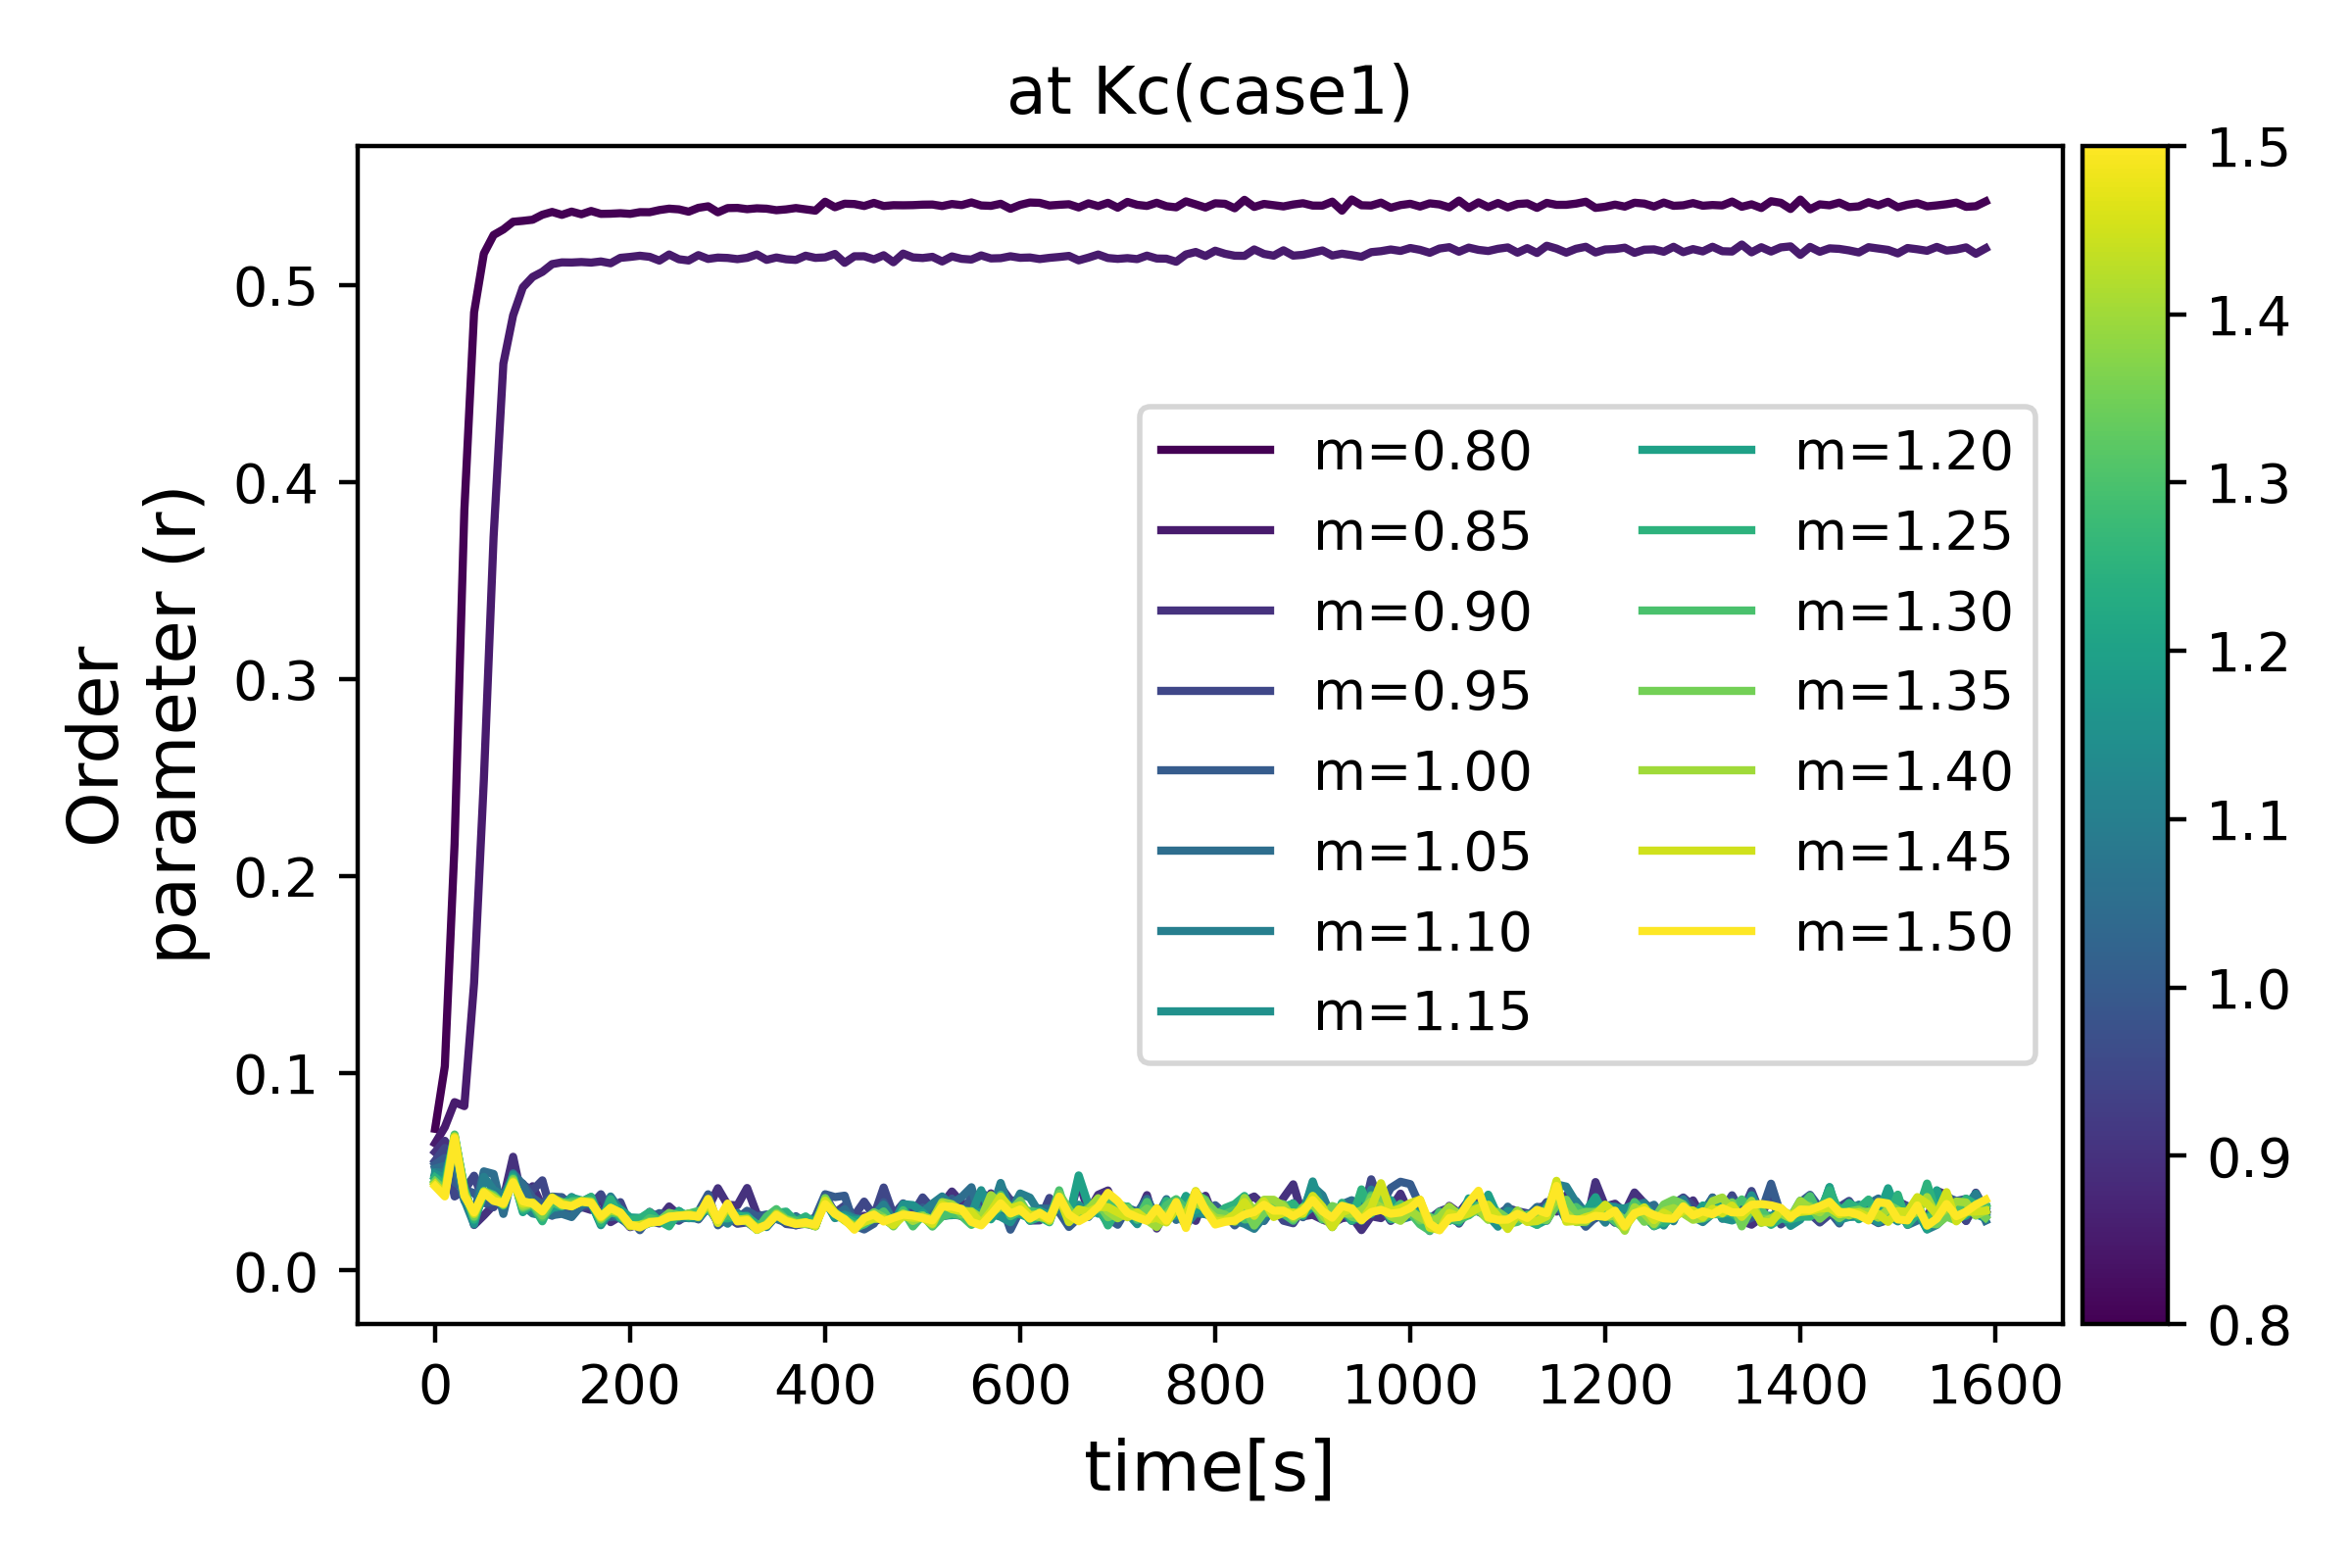 at Kc(case1)
Order
parameter (r)
0.5
0.4
0.3
0.2
0.1
0.0
m=0.80
m=0.85
m=0.90
m=0.95
m=1.00
m=1.05
m=1.10
m=1.15
m=1.20
m=1.25
m=1.30
m=1.35
m=1.40
m=1.45
m=1.50
0 200 400 600 800 1000 1200 1400 1600
time[s]
1.5
1.4
1.3
1.2
1.1
1.0
0.9
0.8